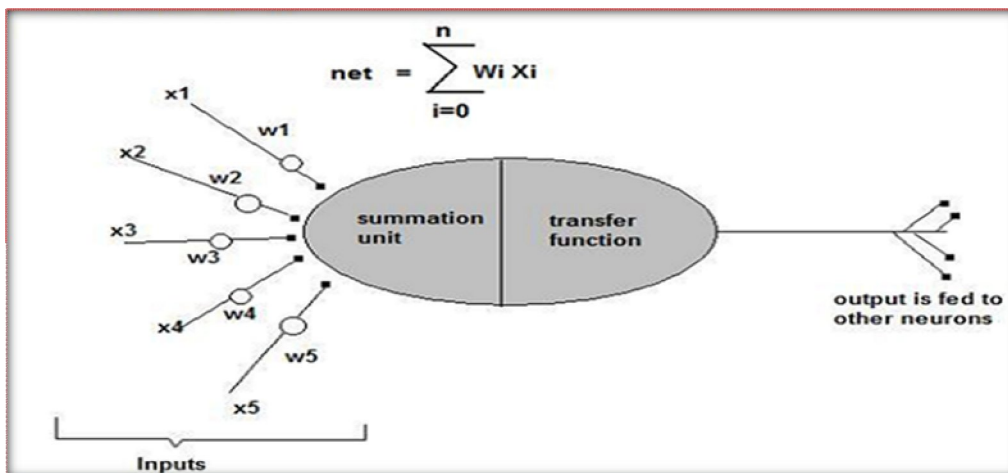 n
net = ∑ Wi Xi
i=0
x1
w1
x2
w2
x3
w3
x4
w4
x5
w5
summation
unit
transfer
function
output is fed to
other neurons
Inputs